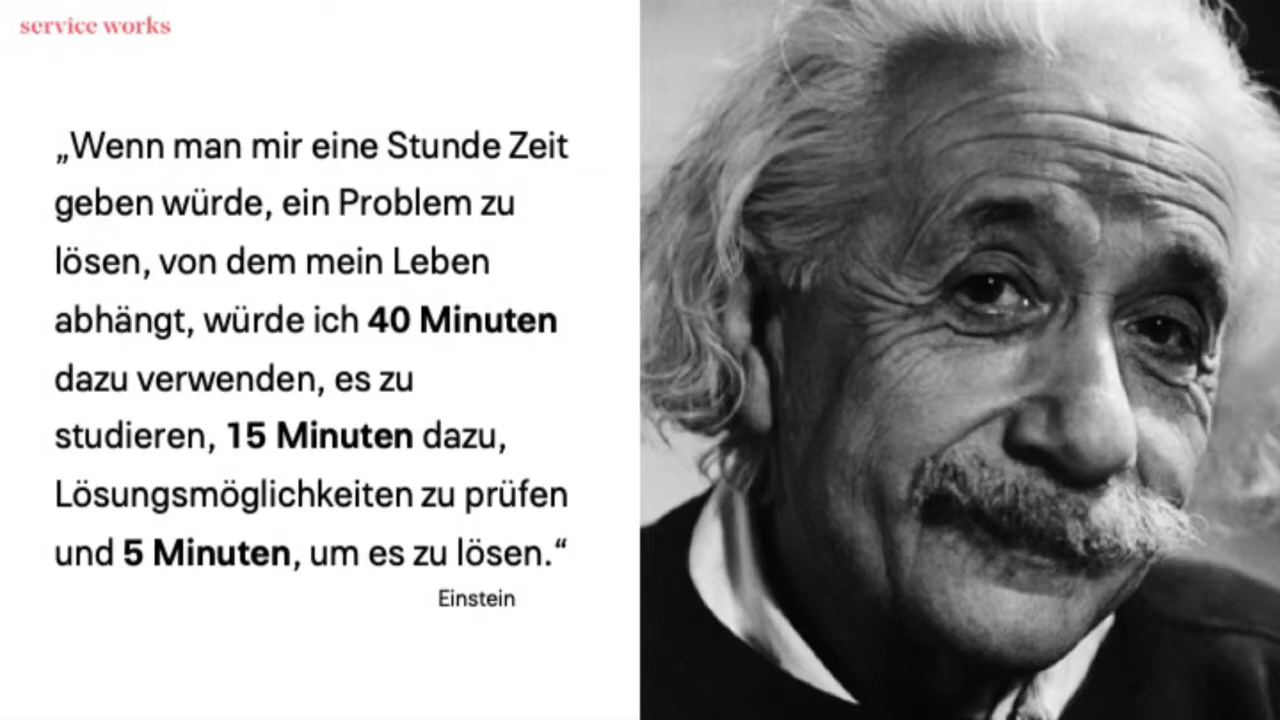 service works
„Wenn man mir eine Stunde Zeit
geben würde, ein Problem zu
lösen, von dem mein Leben
abhängt, würde ich 40 Minuten
dazu verwenden, es zu
studieren, 15 Minuten dazu,
Lösungsmöglichkeiten zu prüfen
und 5 Minuten, um es zu lösen.“
Einstein